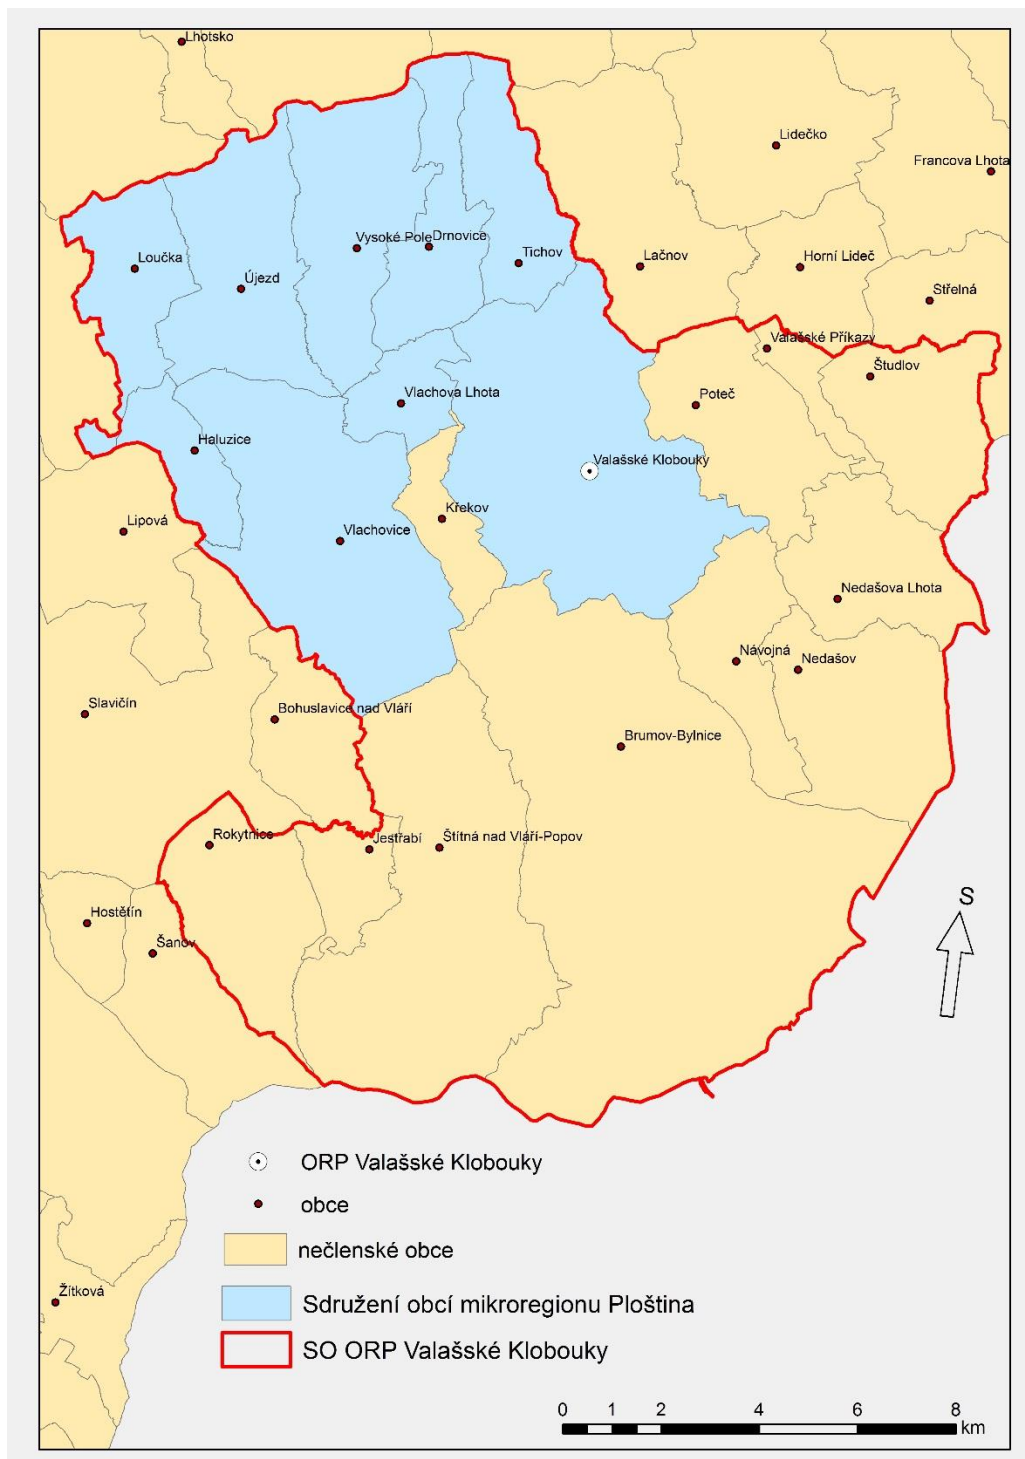 Lhotsko
Lidečko
Francova Lhota
Vysoké Pole
Drnovice
Tichov
Loučka
Lačnov
Horní Lideč
Újezd
Střelná
Valašské Příkazy
Študlov
Vlachova Lhota
Poteč
Haluzice
Valašské Klobouky
Křekov
Lipová
Vlachovice
Nedašova Lhota
Návojná
Nedašov
Slavičín
Bohuslavice nad Vláří
Brumov-Bylnice
Rokytnice
Jestřabí
Štítná nad Vláří-Popov
Hostětín
Šanov
S
ORP Valašské Klobouky
obce
nečlenské obce
Žítková
Sdružení obcí mikroregionu Ploština
SO ORP Valašské Klobouky
0 1 2 4 6 8
km